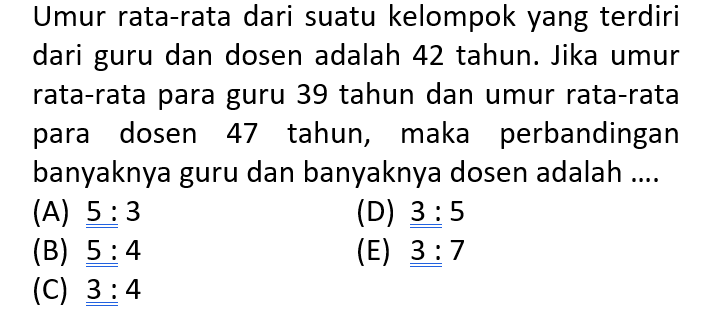 Umur rata-rata dari suatu kelompok yang terdiri
dari guru dan dosen adalah 42 tahun. Jika umur
rata-rata para guru 39 tahun dan umur rata-rata
para dosen 47 tahun, maka perbandingan
banyaknya guru dan banyaknya dosen adalah ....
(A) 5 : 3 (D) 3 : 5
(B) 5 : 4 (E) 3 : 7
(C) 3 : 4